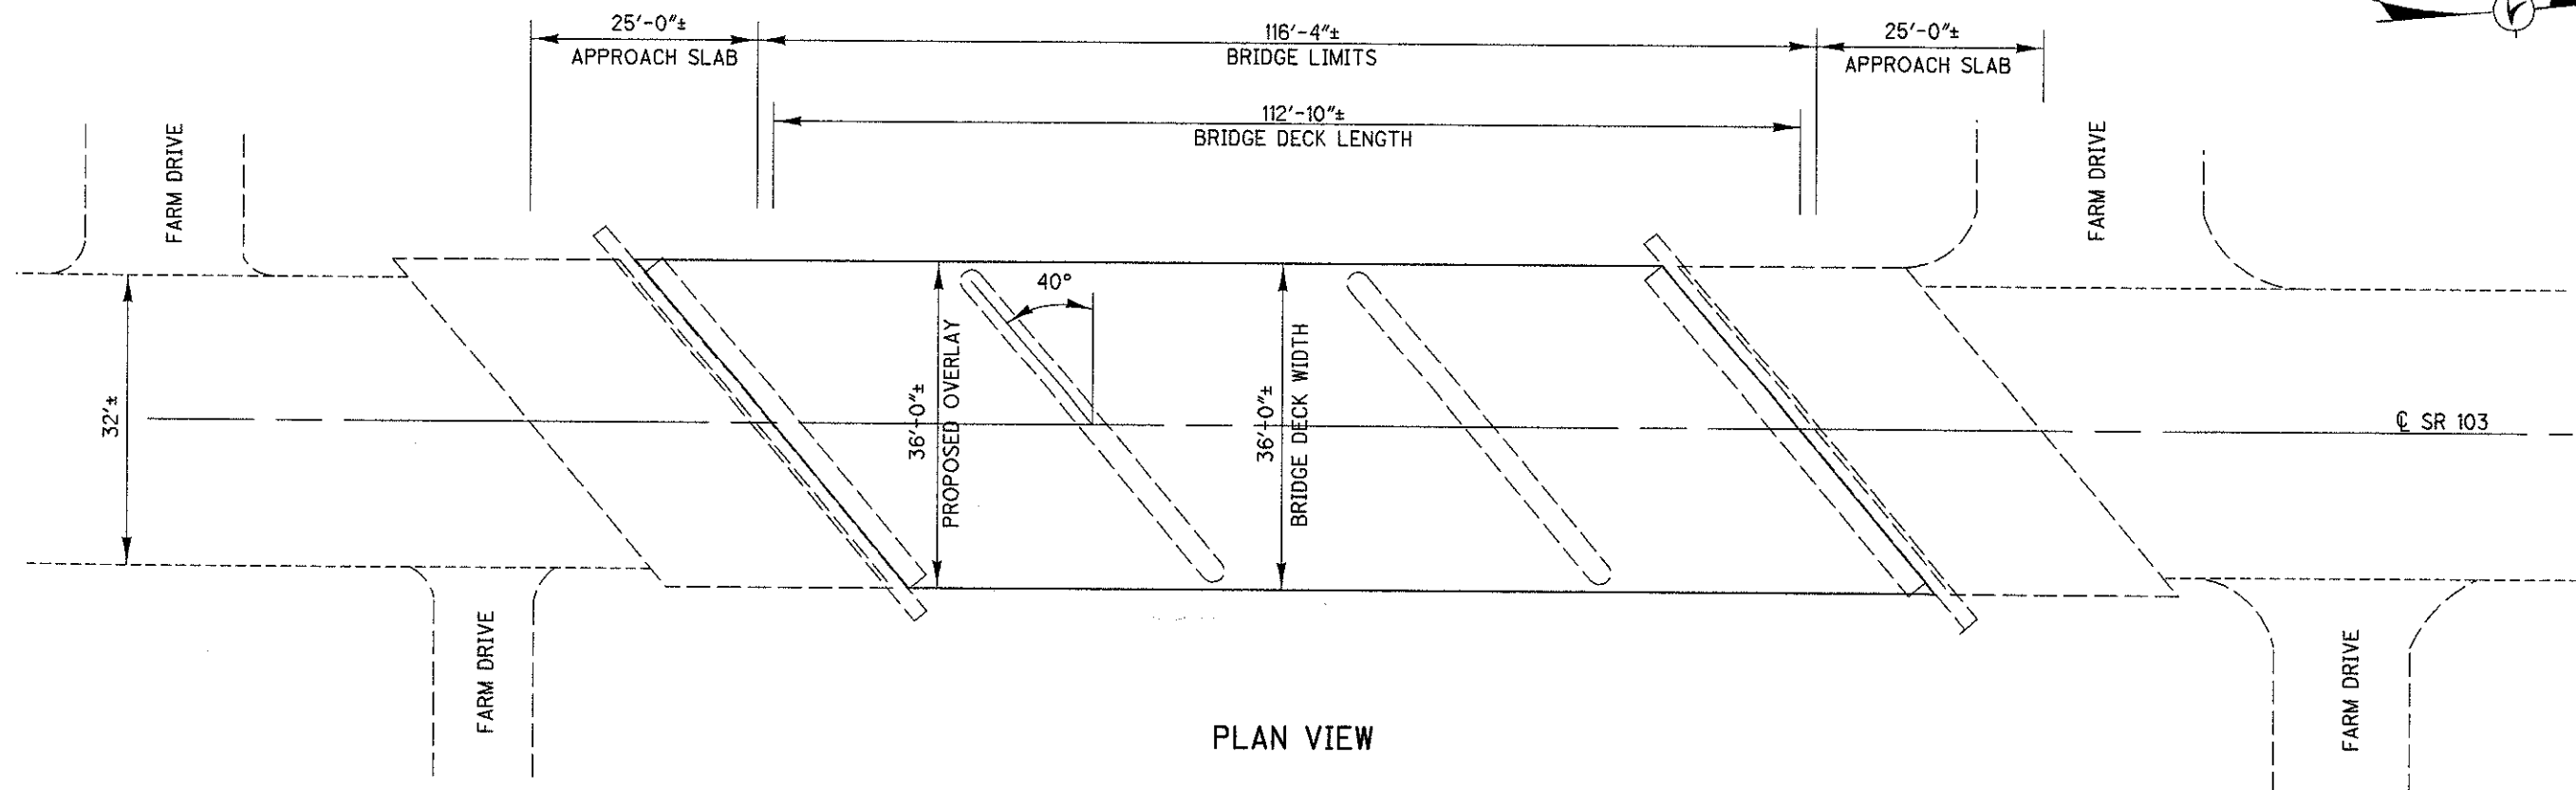 25'-0"±
APPROACH SLAB
116'-4"±
BRIDGE LIMITS
25'-0"±
APPROACH SLAB
112'-10"±
BRIDGE DECK LENGTH
FARM DRIVE
FARM DRIVE
40°
32'±
36'-0"±
PROPOSED OVERLAY
36'-0"±
BRIDGE DECK WIDTH
℄ SR 103
FARM DRIVE
FARM DRIVE
PLAN VIEW